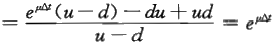 = \frac{e^{\mu\Delta t}(u-d)-du+ud}{u-d} = e^{\mu\Delta t}